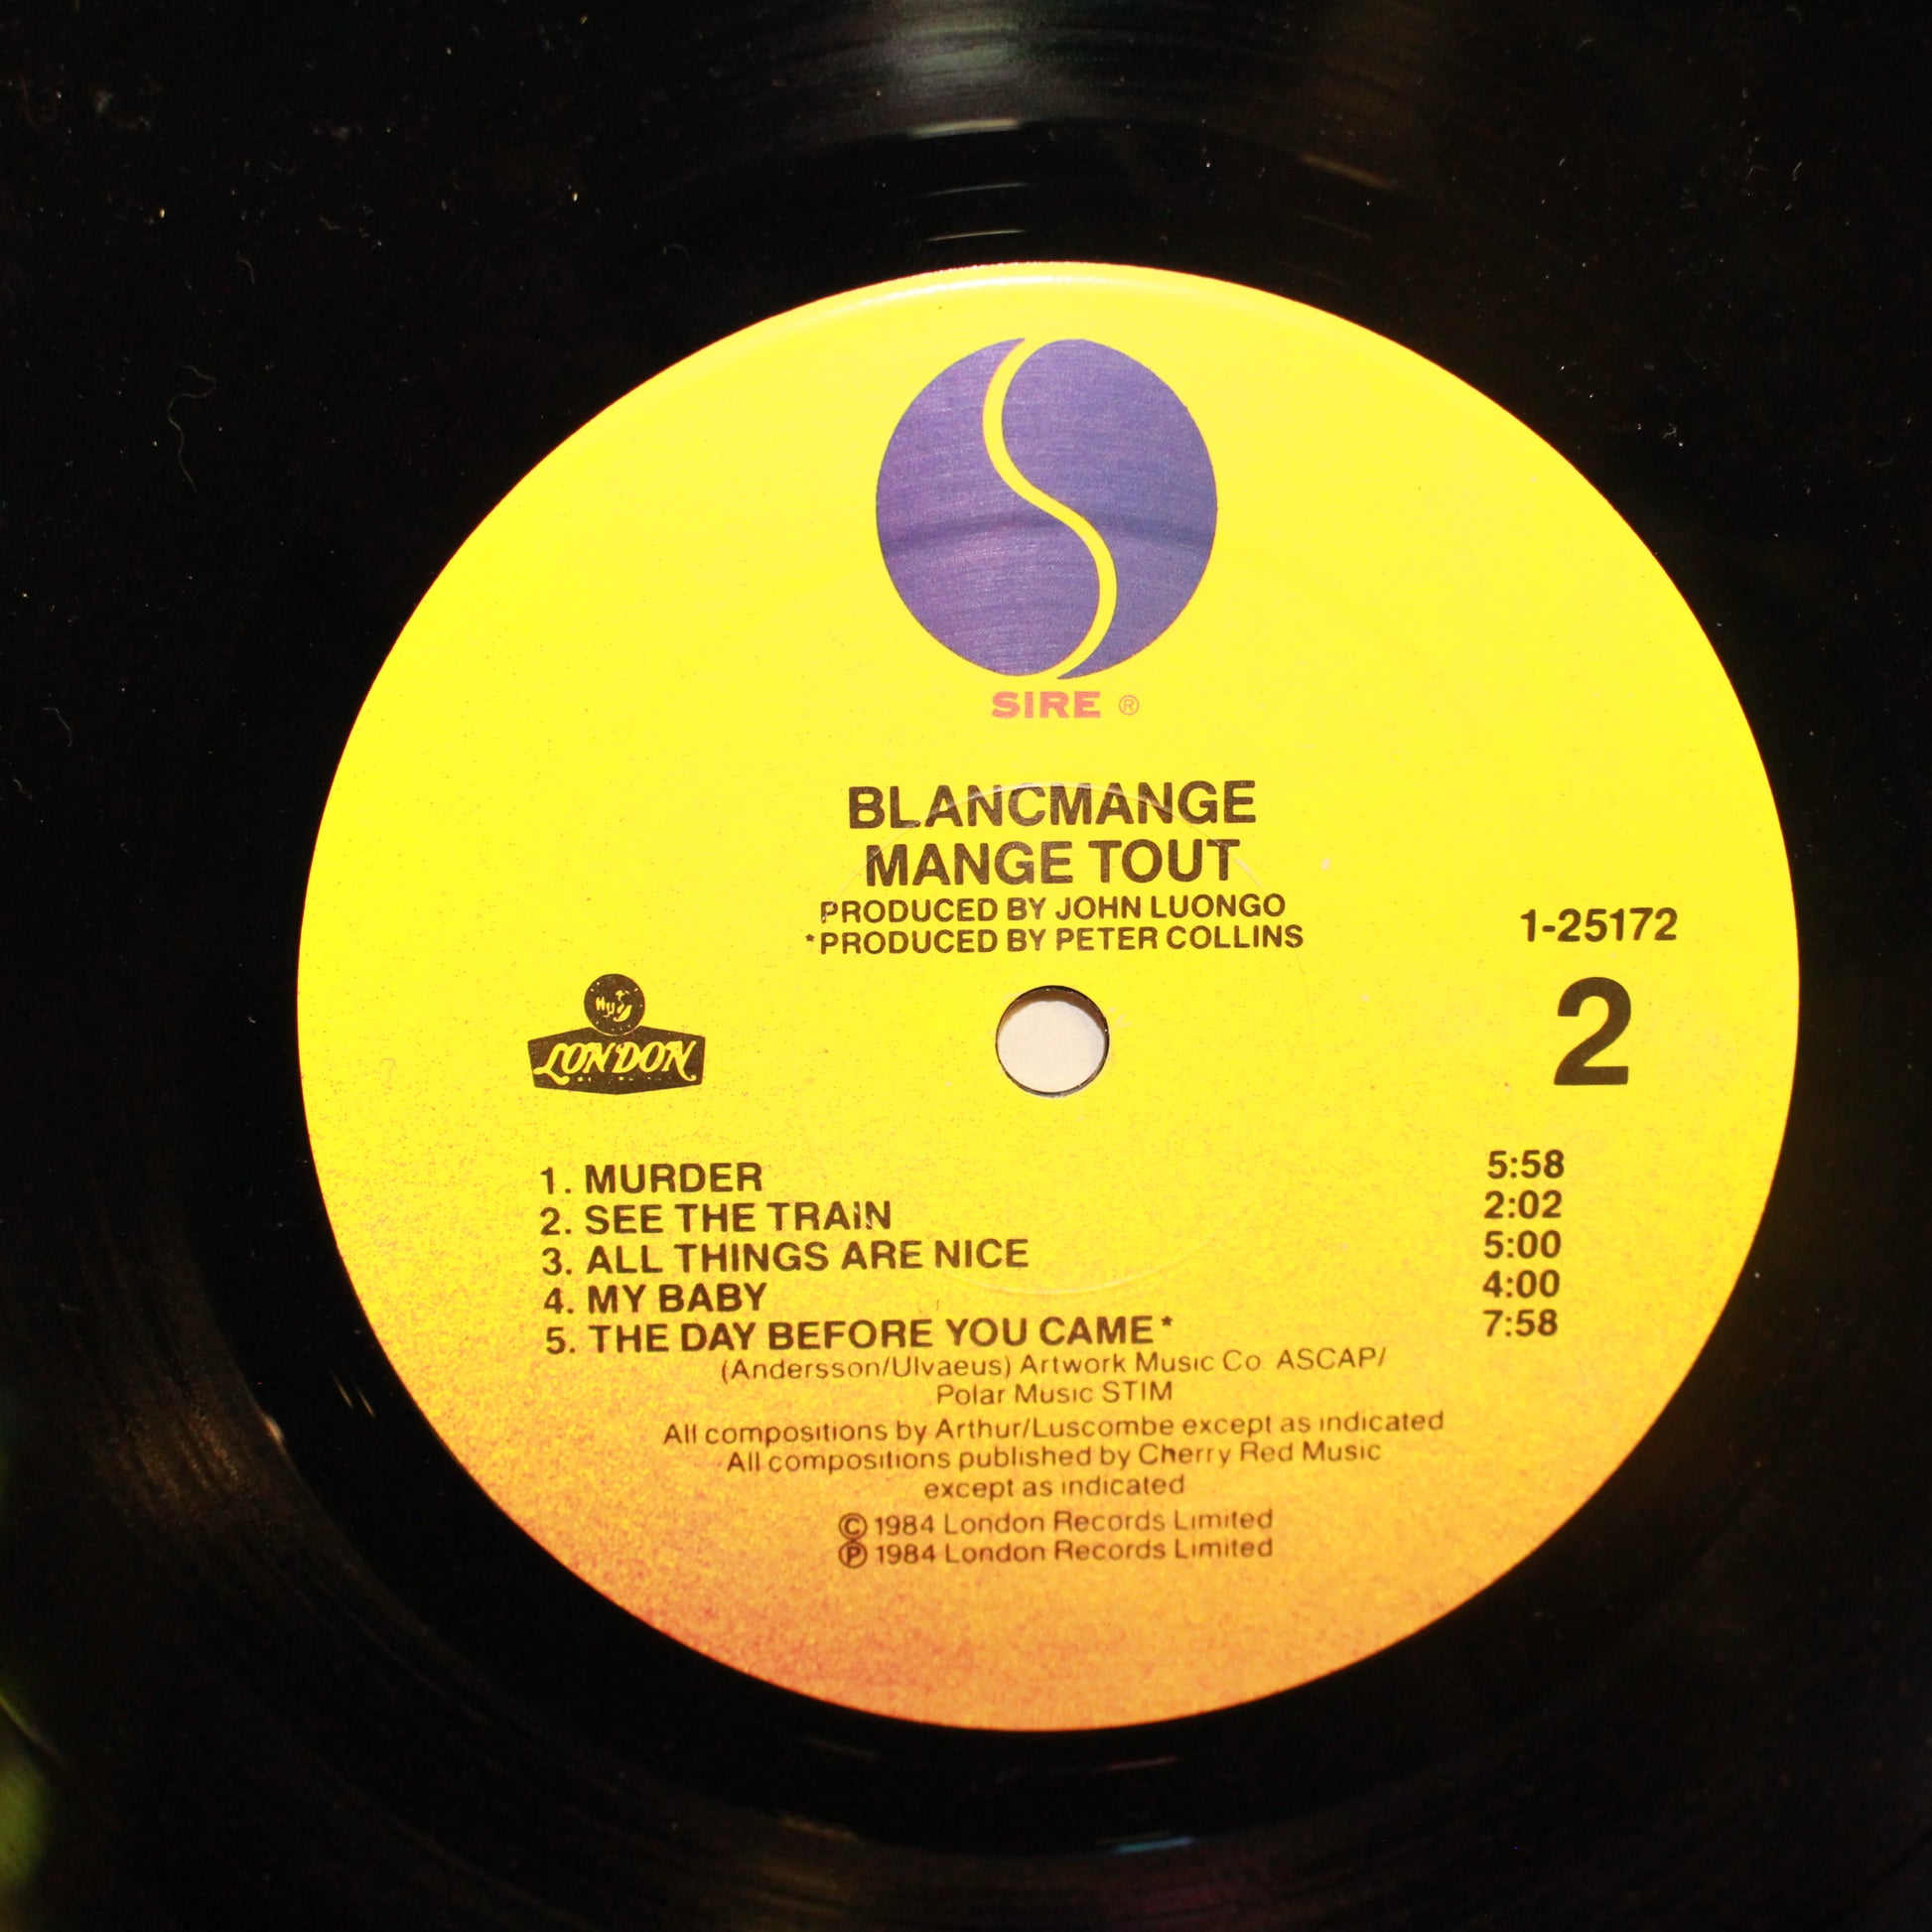 SIRE ®
BLANCMANGE
MANGE TOUT
PRODUCED BY JOHN LUONGO
*PRODUCED BY PETER COLLINS
1-25172
2
LONDON
1. MURDER 5:58
2. SEE THE TRAIN 2:02
3. ALL THINGS ARE NICE 5:00
4. MY BABY 4:00
5. THE DAY BEFORE YOU CAME* 7:58
(Andersson/Ulvaeus) Artwork Music Co ASCAP/
Polar Music STIM
All compositions by Arthur/Luscombe except as indicated
All compositions published by Cherry Red Music
except as indicated
© 1984 London Records Limited
℗ 1984 London Records Limited